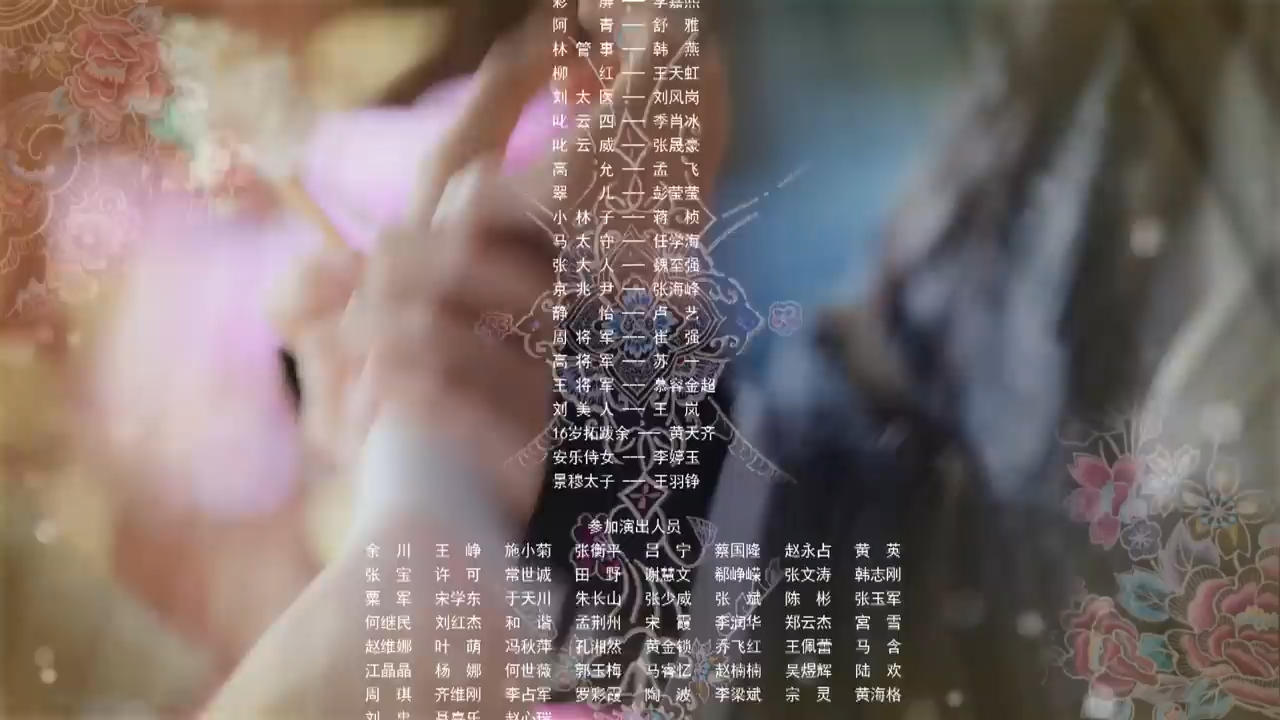 阿青——舒雅
林管事——韩燕
柳红——王天虹
刘太医——刘风岗
叱云四——季肖冰
叱云威——张晟豪
高允——孟飞
翠儿——彭莹莹
小林子——蒋桢
马太守——任学海
张大人——魏至强
京兆尹——张海峰
静怡——卢艺
周将军——崔强
高将军——苏一
王将军——慕容金超
刘美人——王岚
16岁拓跋余——黄天齐
安乐侍女——李婷玉
景穆太子——王羽铮
参加演出人员
余川 王峥 施小菊 张衡平 吕宁 蔡国隆 赵永占 黄英
张宝 许可 常世诚 田野 谢慧文 郗峥嵘 张文涛 韩志刚
粟军 宋学东 于天川 朱长山 张少威 张斌 陈彬 张玉军
何继民 刘红杰 和谐 孟荆州 宋霞 李润华 郑云杰 宫雪
赵维娜 叶萌 冯秋萍 孔湘然 黄金锁 乔飞红 王佩蕾 马含
江晶晶 杨娜 何世薇 郭玉梅 马睿忆 赵楠楠 吴煜辉 陆欢
周琪 齐维刚 李占军 罗彩霞 陶波 李梁斌 宗灵 黄海格